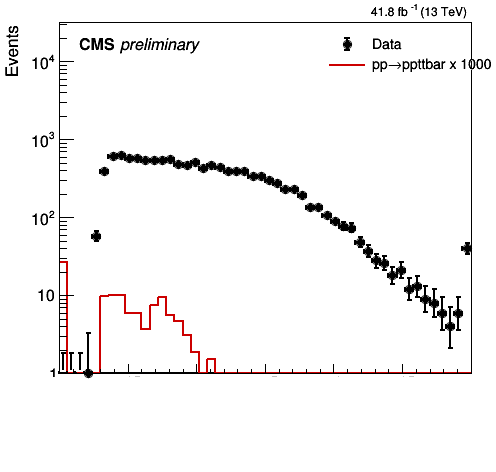 41.8 fb⁻¹ (13 TeV)
Events
CMS preliminary
Data
pp→ppttbar x 1000
10⁴
10³
10²
10
1